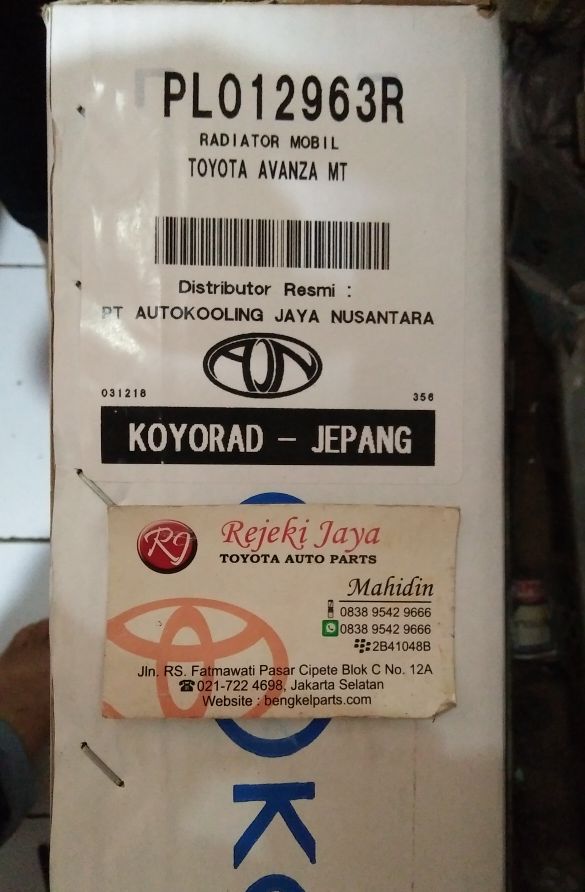 PL012963R
RADIATOR MOBIL
TOYOTA AVANZA MT
Distributor Resmi :
PT AUTOKOOLING JAYA NUSANTARA
AJN
031218 356
KOYORAD - JEPANG
RJ Rejeki Jaya
TOYOTA AUTO PARTS
Mahidin
0838 9542 9666
0838 9542 9666
2B41048B
Jln. RS. Fatmawati Pasar Cipete Blok C No. 12A
021-722 4698, Jakarta Selatan
Website : bengkelparts.com
K